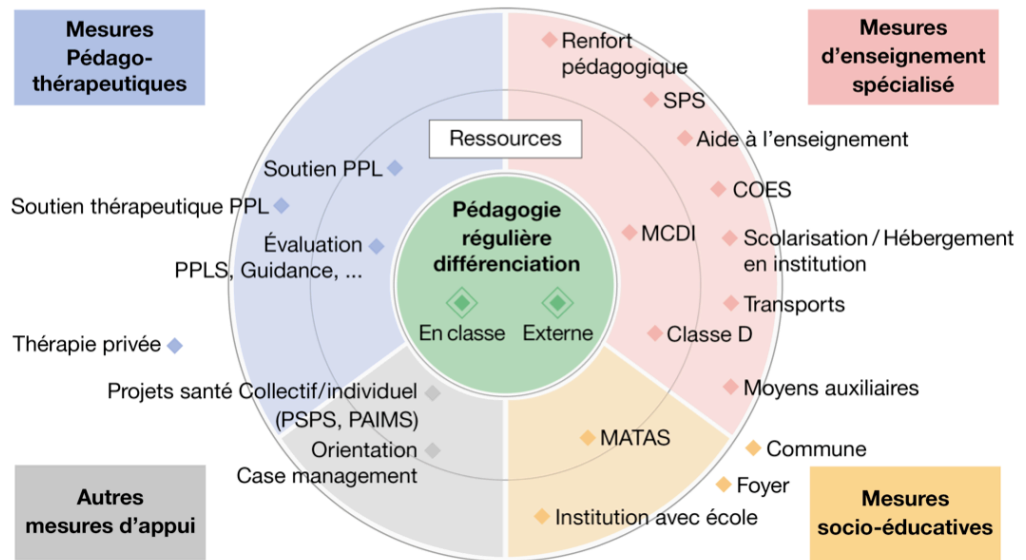 Mesures
Pédago-
thérapeutiques
Mesures
d'enseignement
spécialisé
Renfort
pédagogique
SPS
Ressources
Aide à l'enseignement
Soutien PPL
COES
Soutien thérapeutique PPL
Pédagogie
régulière
différenciation
MCDI
Évaluation
PPLS, Guidance, ...
Scolarisation / Hébergement
en institution
Transports
En classe
Externe
Classe D
Thérapie privée
Moyens auxiliaires
Projets santé Collectif/individuel
(PSPS, PAIMS)
MATAS
Orientation
Case management
Commune
Foyer
Institution avec école
Autres
mesures d'appui
Mesures
socio-éducatives